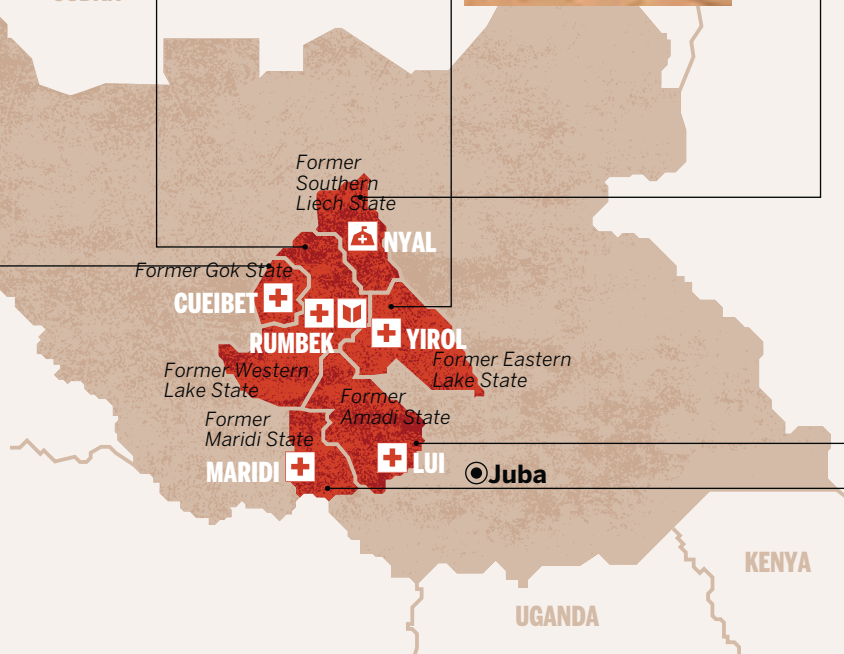 Former
Southern
Liech State
NYAL
Former Gok State
CUEIBET
RUMBEK
YIROL
Former Eastern
Lake State
Former Western
Lake State
Former
Amadi State
Former
Maridi State
MARIDI
LUI
Juba
KENYA
UGANDA